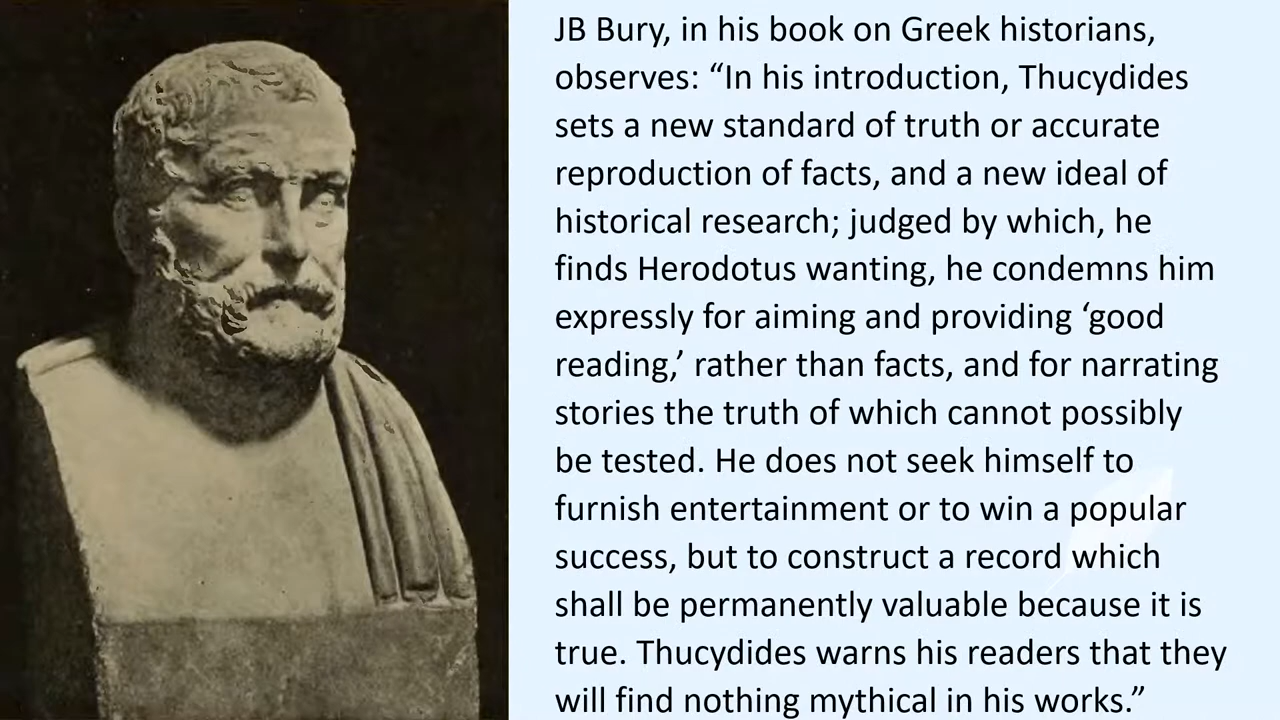 JB Bury, in his book on Greek historians,
observes: “In his introduction, Thucydides
sets a new standard of truth or accurate
reproduction of facts, and a new ideal of
historical research; judged by which, he
finds Herodotus wanting, he condemns him
expressly for aiming and providing ‘good
reading,’ rather than facts, and for narrating
stories the truth of which cannot possibly
be tested. He does not seek himself to
furnish entertainment or to win a popular
success, but to construct a record which
shall be permanently valuable because it is
true. Thucydides warns his readers that they
will find nothing mythical in his works.”